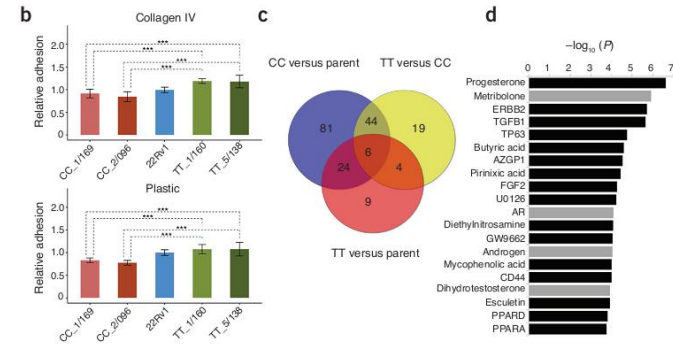 b
Collagen IV
***
***
***
***
2.0
1.5
1.0
0.5
0
Relative adhesion
CC_1/169
CC_2/096
22Rv1
TT_1/160
TT_5/138
Plastic
***
***
***
***
2.0
1.5
1.0
0.5
0
Relative adhesion
CC_1/169
CC_2/096
22Rv1
TT_1/160
TT_5/138
c
CC versus parent
TT versus CC
81
44
19
6
24
4
9
TT versus parent
d
−log10 (P)
0 1 2 3 4 5 6 7
Progesterone
Metribolone
ERBB2
TGFB1
TP63
Butyric acid
AZGP1
Pirinixic acid
FGF2
U0126
AR
Diethylnitrosamine
GW9662
Androgen
Mycophenolic acid
CD44
Dihydrotestosterone
Esculetin
PPARD
PPARA